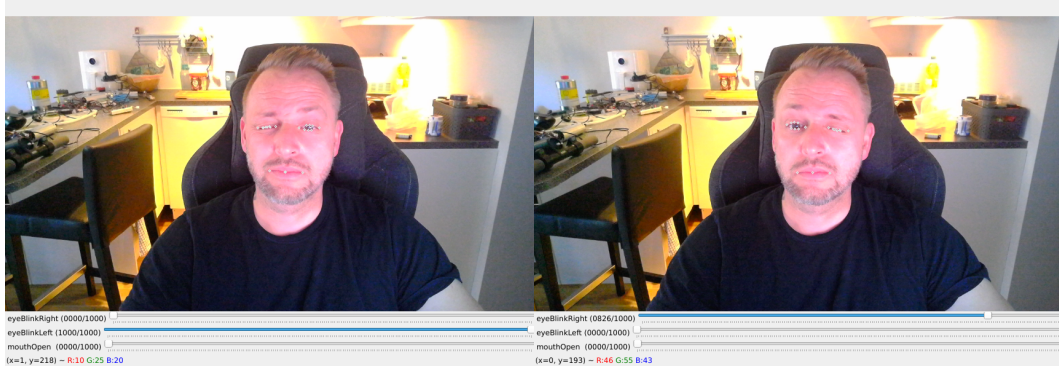 eyeBlinkRight (0000/1000)
eyeBlinkLeft (1000/1000)
mouthOpen (0000/1000)
(x=1, y=218) ~ R:10 G:25 B:20
eyeBlinkRight (0826/1000)
eyeBlinkLeft (0000/1000)
mouthOpen (0000/1000)
(x=0, y=193) ~ R:46 G:55 B:43